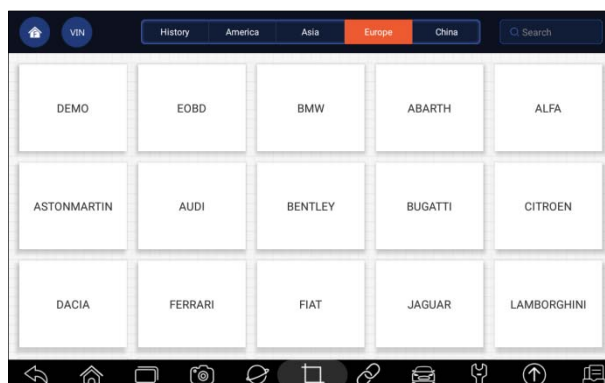 VIN History America Asia Europe China Search
DEMO EOBD BMW ABARTH ALFA
ASTONMARTIN AUDI BENTLEY BUGATTI CITROEN
DACIA FERRARI FIAT JAGUAR LAMBORGHINI